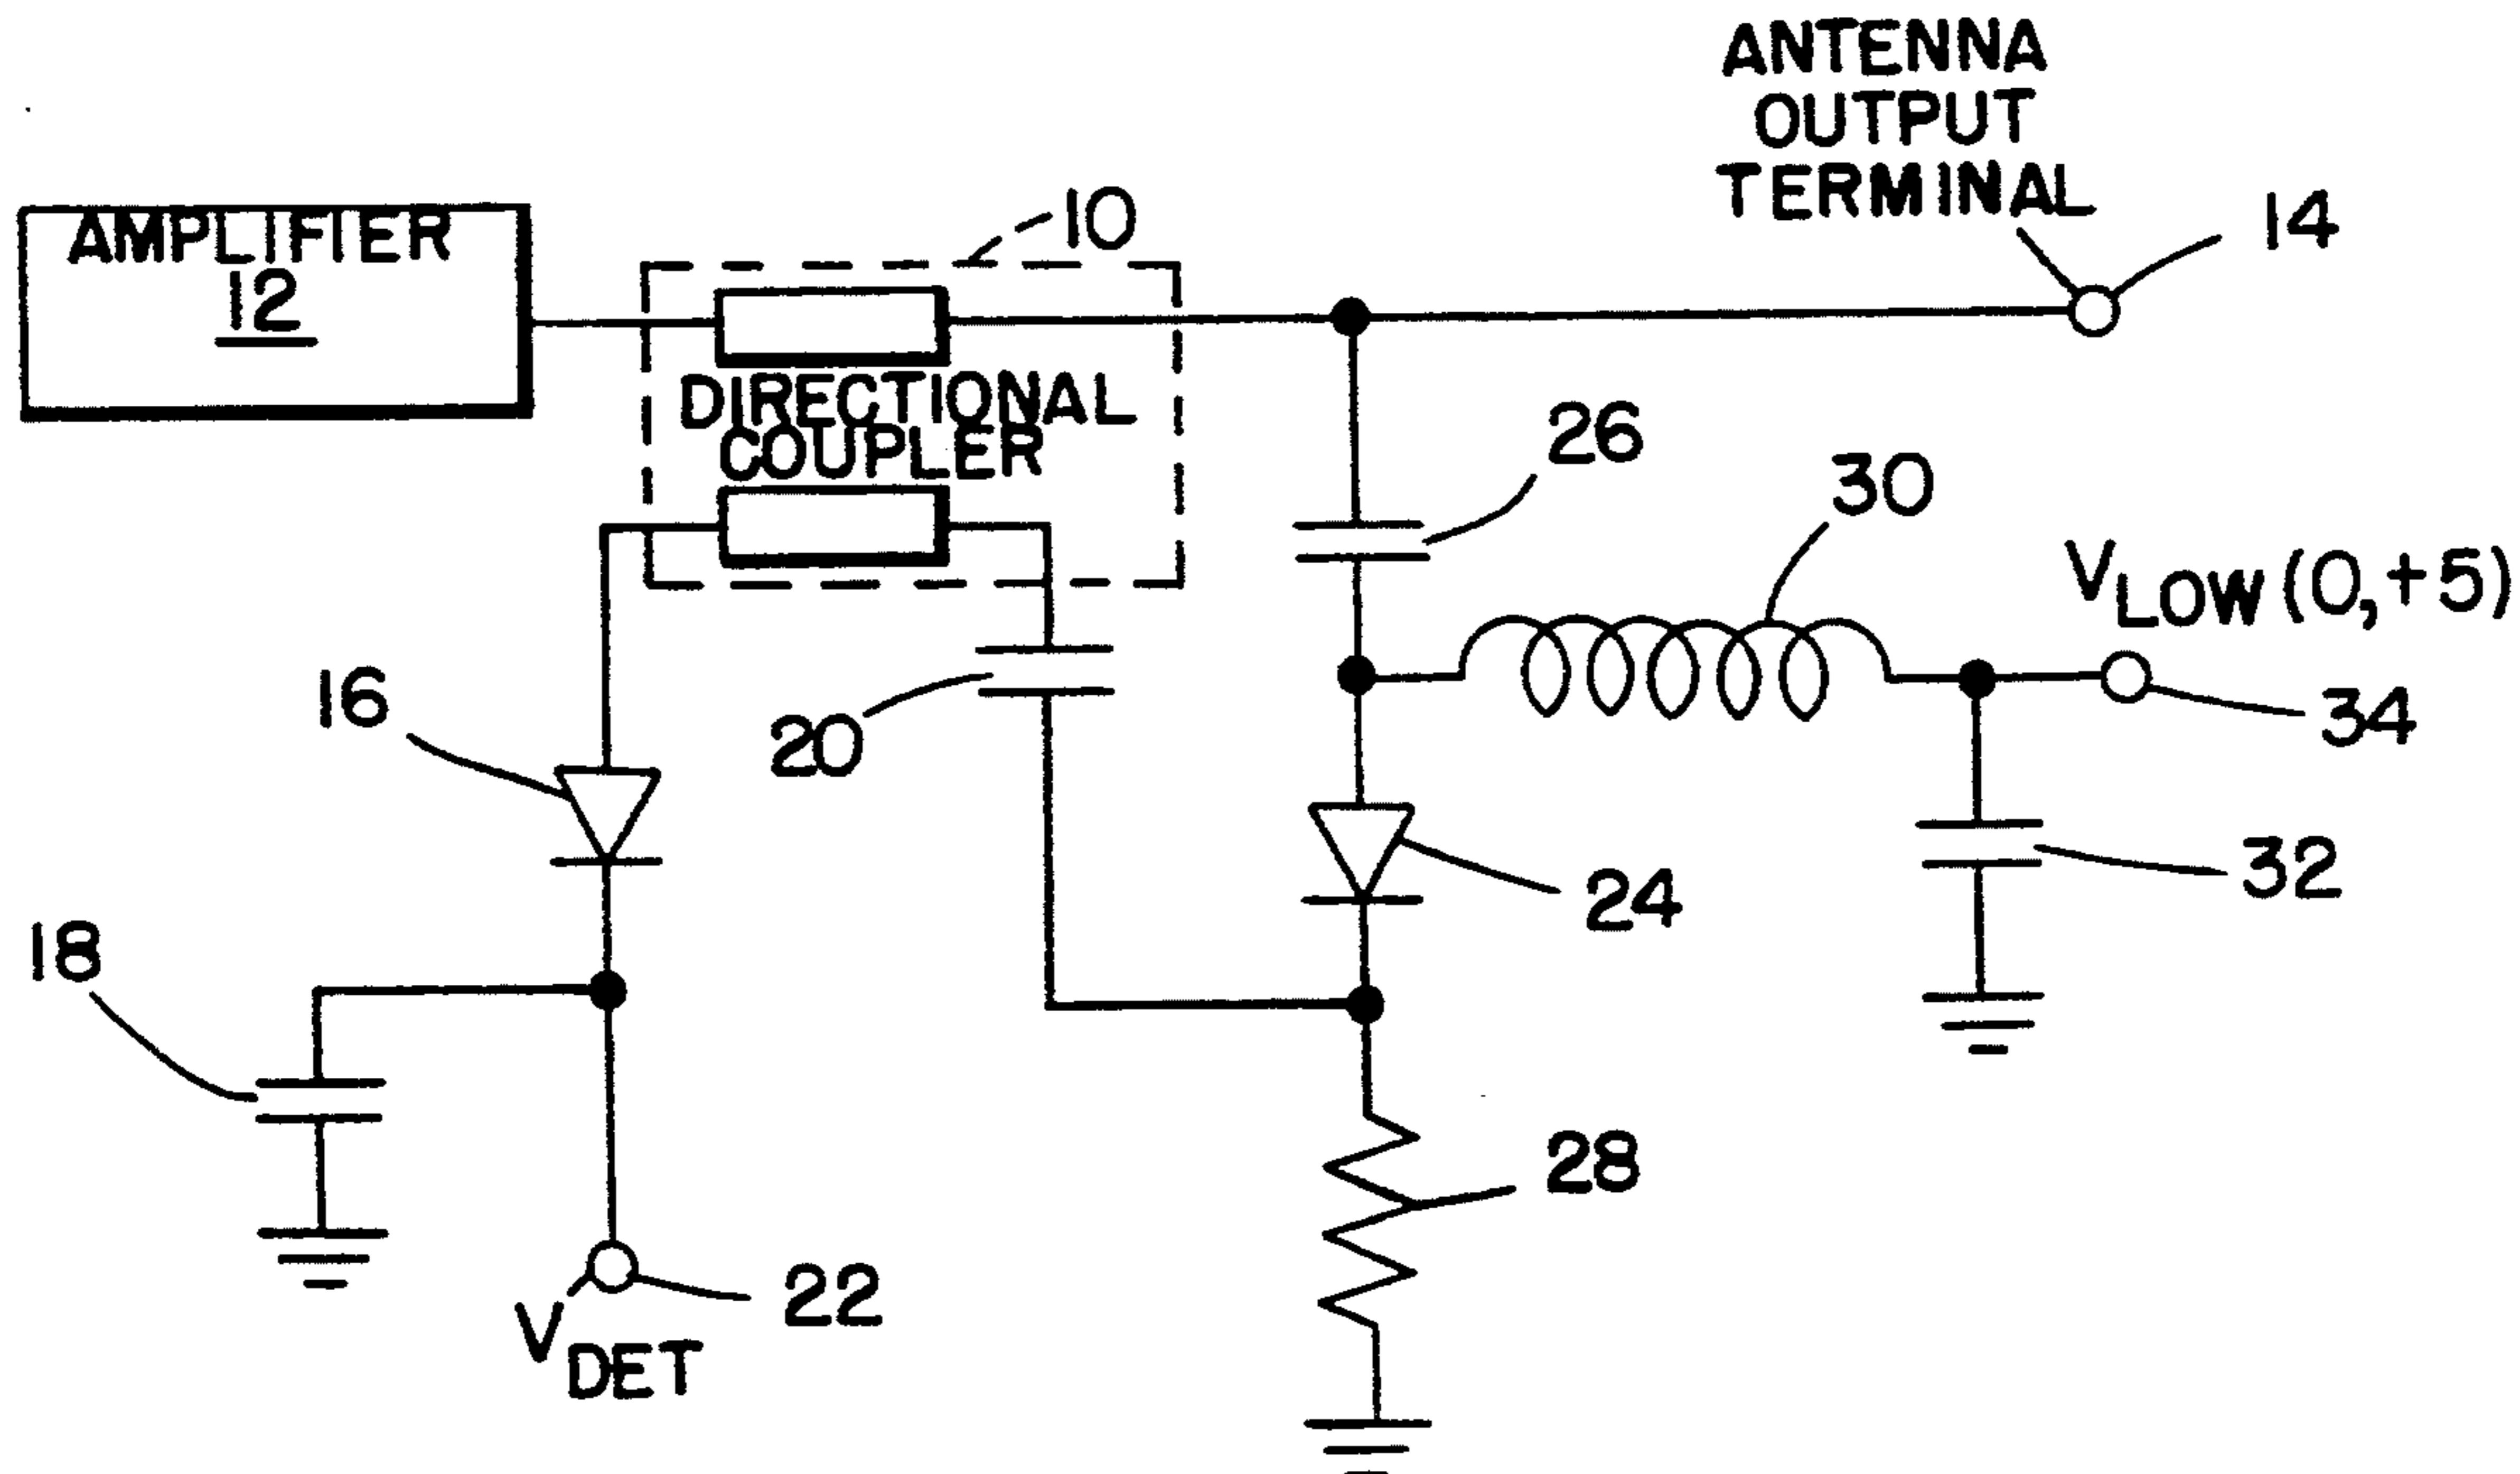 ANTENNA
OUTPUT
TERMINAL
14
AMPLIFIER
12
10
DIRECTIONAL
COUPLER
26
30
VLOW (0,+5)
34
16
20
24
32
18
28
22
VDET